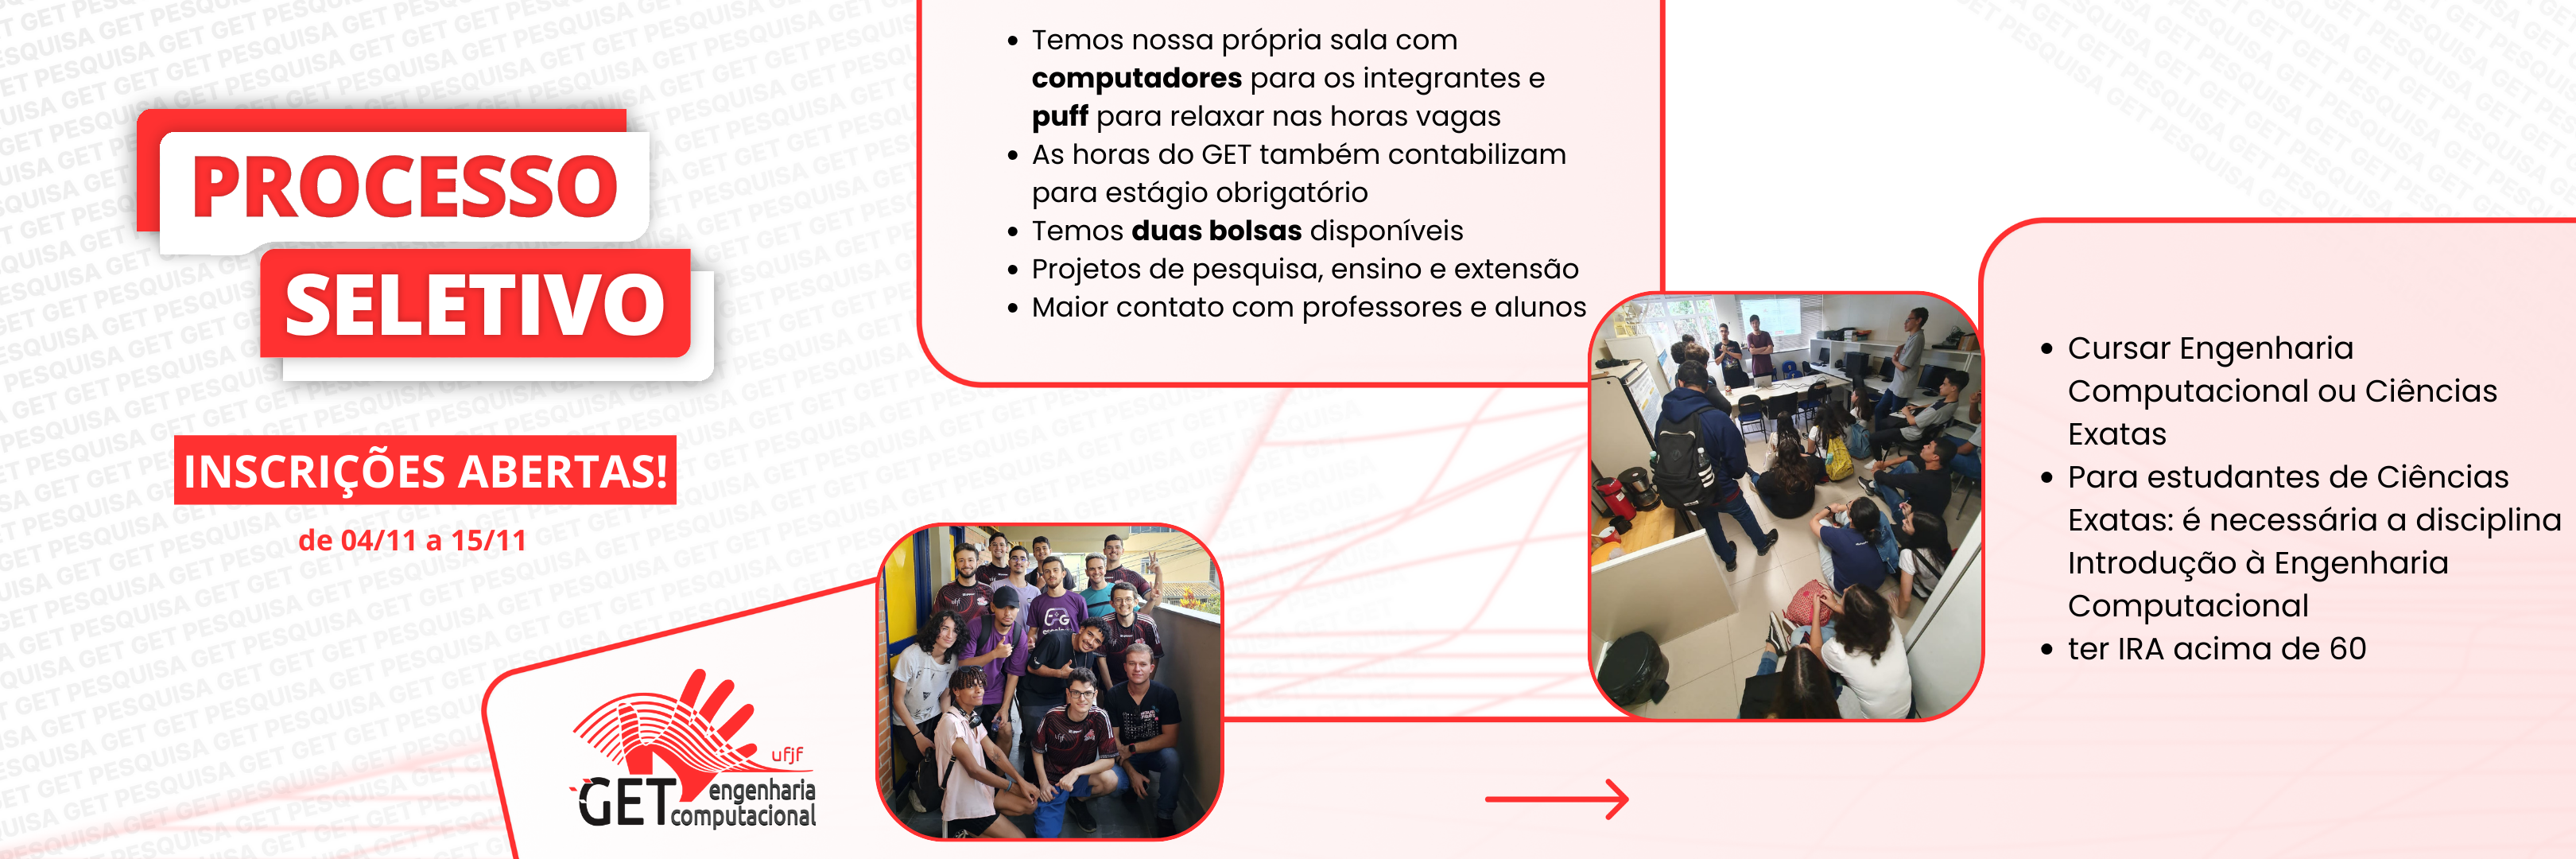 PROCESSO
SELETIVO
INSCRIÇÕES ABERTAS!
de 04/11 a 15/11
ufjf
GET engenharia
computacional
• Temos nossa própria sala com
computadores para os integrantes e
puff para relaxar nas horas vagas
• As horas do GET também contabilizam
para estágio obrigatório
• Temos duas bolsas disponíveis
• Projetos de pesquisa, ensino e extensão
• Maior contato com professores e alunos
• Cursar Engenharia
Computacional ou Ciências
Exatas
• Para estudantes de Ciências
Exatas: é necessária a disciplina
Introdução à Engenharia
Computacional
• ter IRA acima de 60